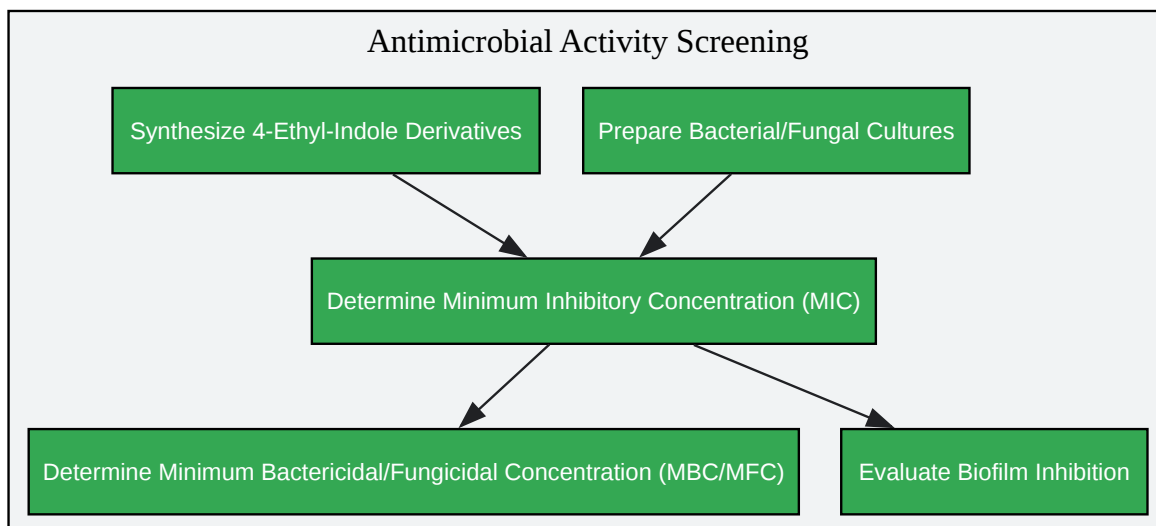 Antimicrobial Activity Screening
Synthesize 4-Ethyl-Indole Derivatives
Prepare Bacterial/Fungal Cultures
Determine Minimum Inhibitory Concentration (MIC)
Determine Minimum Bactericidal/Fungicidal Concentration (MBC/MFC)
Evaluate Biofilm Inhibition